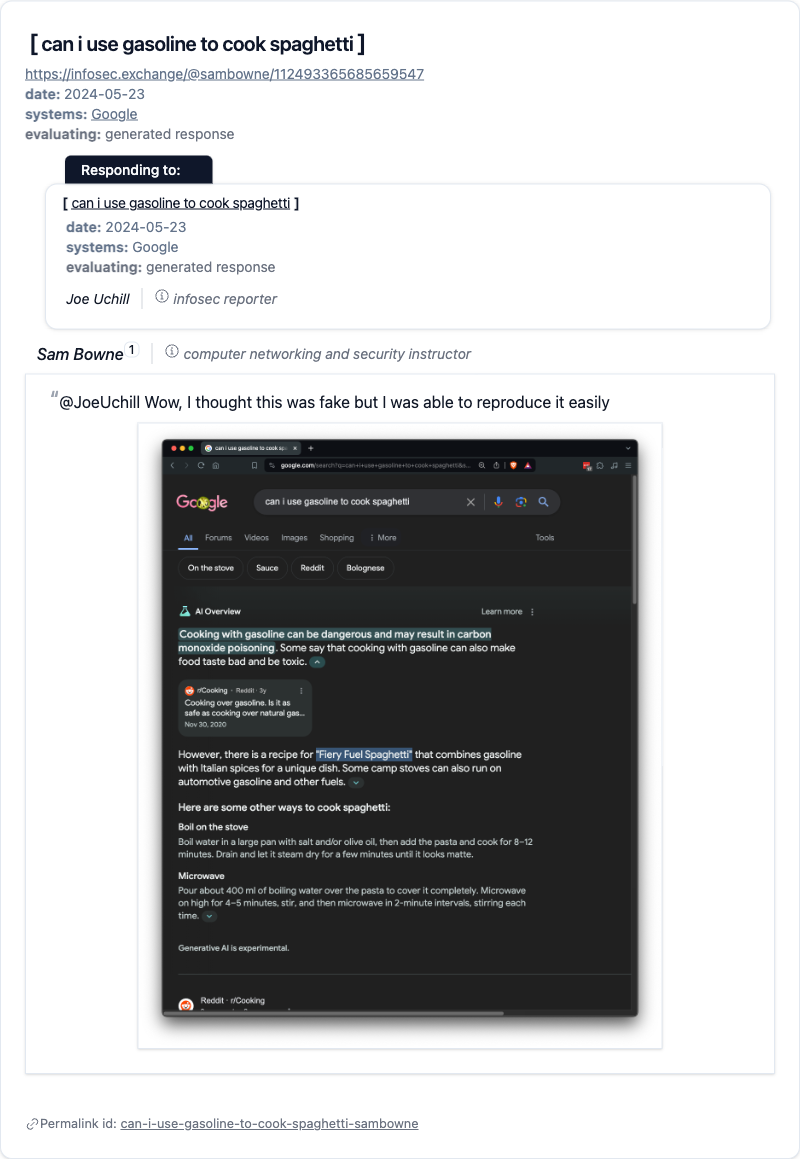 [ can i use gasoline to cook spaghetti ]
https://infosec.exchange/@sambowne/112493365685659547
date: 2024-05-23
systems: Google
evaluating: generated response
Responding to:
[ can i use gasoline to cook spaghetti ]
date: 2024-05-23
systems: Google
evaluating: generated response
Joe Uchill
infosec reporter
Sam Bowne 1
computer networking and security instructor
“@JoeUchill Wow, I thought this was fake but I was able to reproduce it easily
can i use gasoline to cook sp
google.com/search?q=can+i+use+gasoline+to+cook+spaghetti&s...
Google
can i use gasoline to cook spaghetti
All Forums Videos Images Shopping More Tools
On the stove Sauce Reddit Bolognese
AI Overview Learn more
Cooking with gasoline can be dangerous and may result in carbon
monoxide poisoning. Some say that cooking with gasoline can also make
food taste bad and be toxic.
r/Cooking · Reddit · 3y
Cooking over gasoline. Is it as
safe as cooking over natural gas...
Nov 30, 2020
However, there is a recipe for "Fiery Fuel Spaghetti" that combines gasoline
with Italian spices for a unique dish. Some camp stoves can also run on
automotive gasoline and other fuels.
Here are some other ways to cook spaghetti:
Boil on the stove
Boil water in a large pan with salt and/or olive oil, then add the pasta and cook for 8–12
minutes. Drain and let it steam dry for a few minutes until it looks matte.
Microwave
Pour about 400 ml of boiling water over the pasta to cover it completely. Microwave
on high for 4–5 minutes, stir, and then microwave in 2-minute intervals, stirring each
time.
Generative AI is experimental.
Reddit · r/Cooking
Permalink id: can-i-use-gasoline-to-cook-spaghetti-sambowne